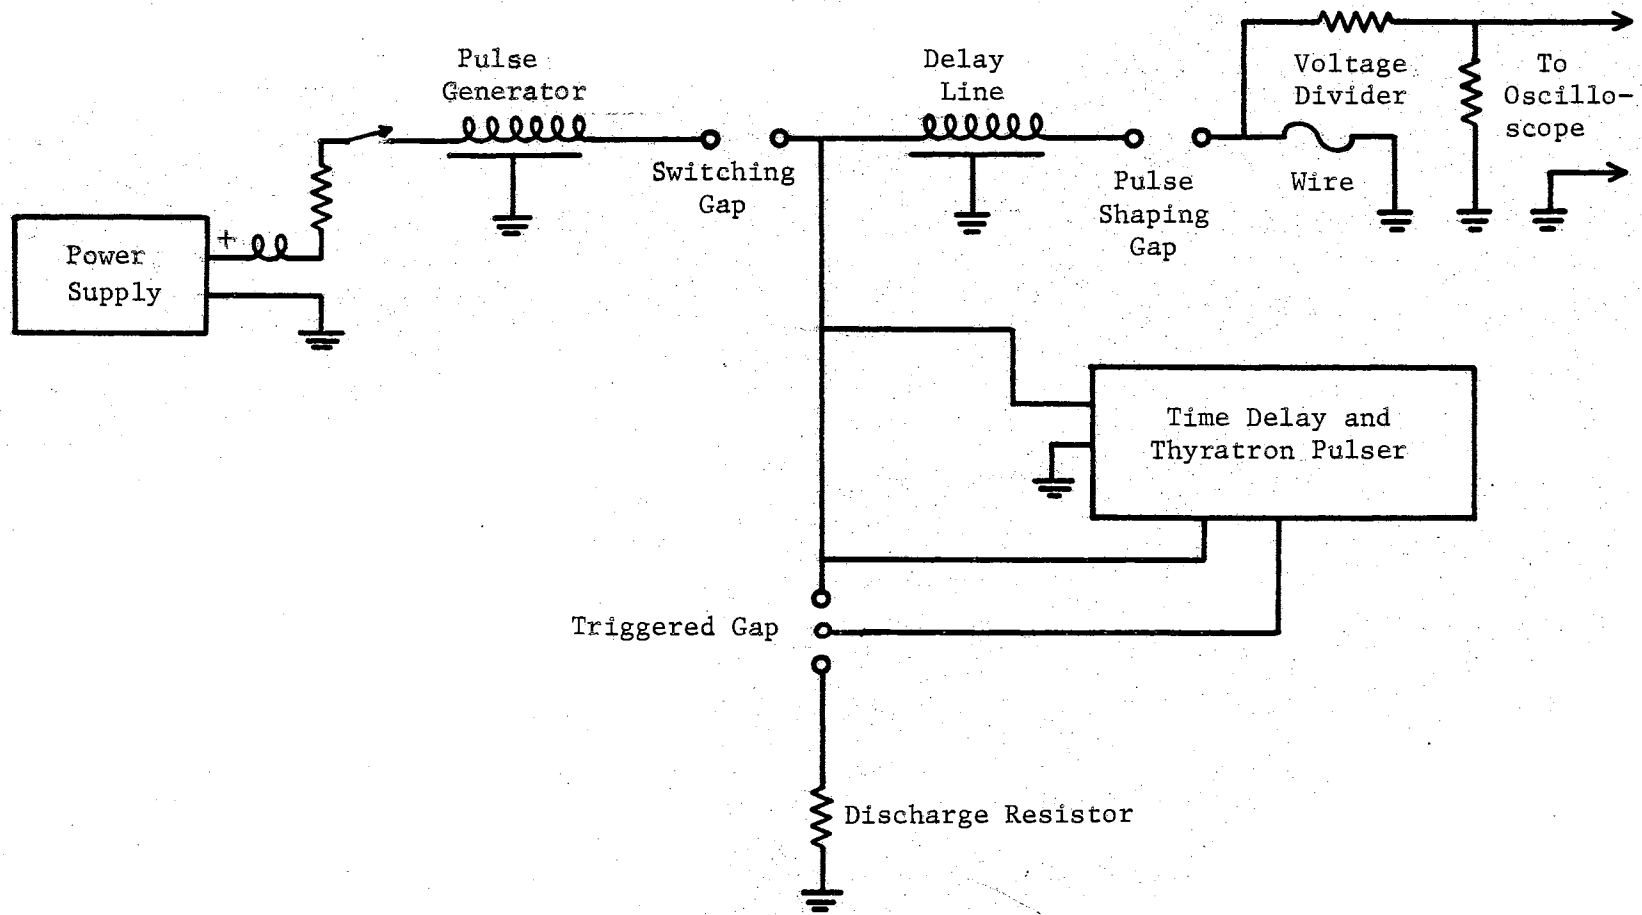 Pulse
Generator
Delay
Line
Voltage
Divider
To
Oscillo-
scope
Switching
Gap
Pulse
Shaping
Gap
Wire
+
Power
Supply
Time Delay and
Thyratron Pulser
Triggered Gap
Discharge Resistor